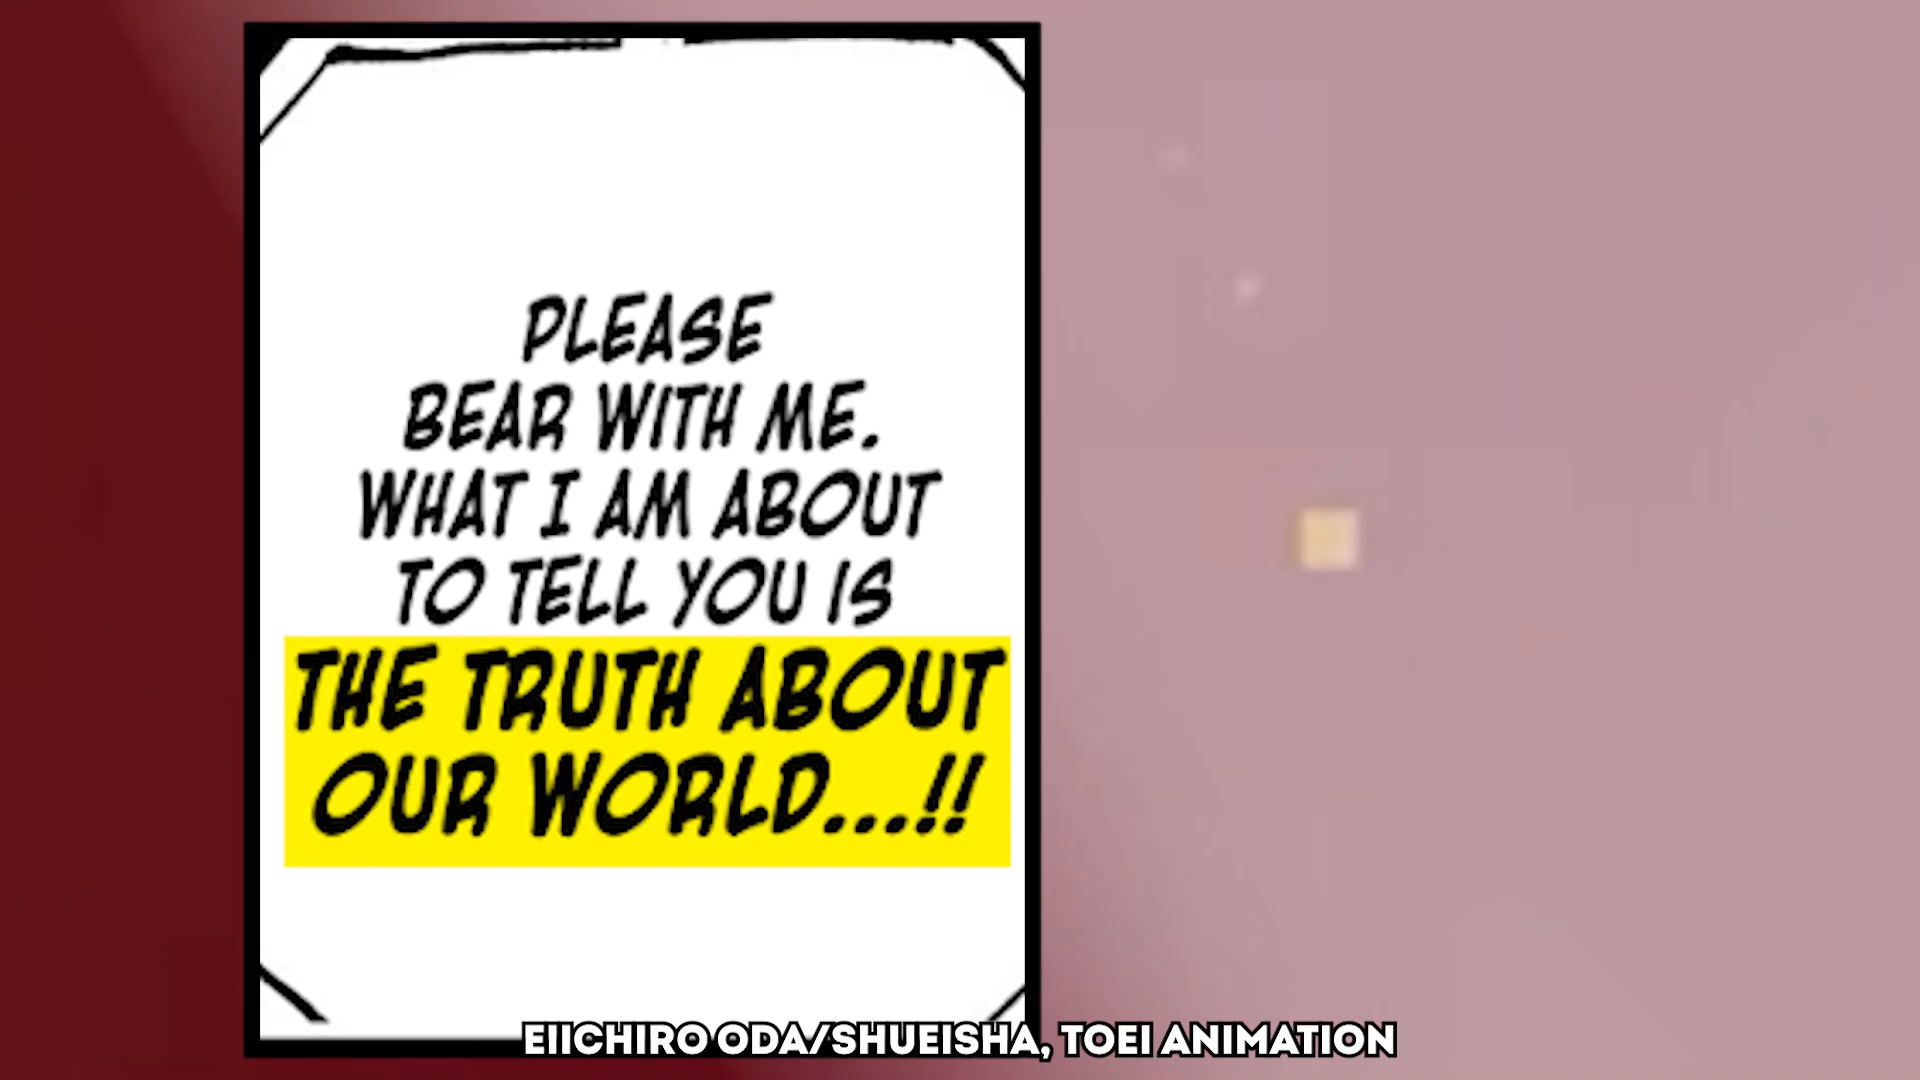 PLEASE
BEAR WITH ME.
WHAT I AM ABOUT
TO TELL YOU IS
THE TRUTH ABOUT
OUR WORLD...!!
EIICHIRO ODA/SHUEISHA, TOEI ANIMATION